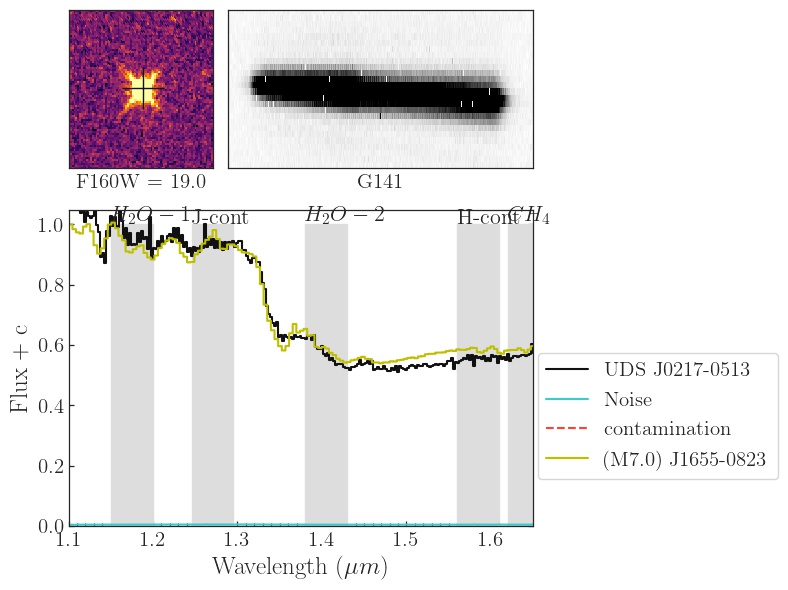 F160W = 19.0
G141
H₂O − 1 J-cont H₂O − 2 H-cont CH₄
1.0
0.8
0.6
0.4
0.2
0.0
Flux + c
1.1 1.2 1.3 1.4 1.5 1.6
Wavelength (μm)
UDS J0217-0513
Noise
contamination
(M7.0) J1655-0823